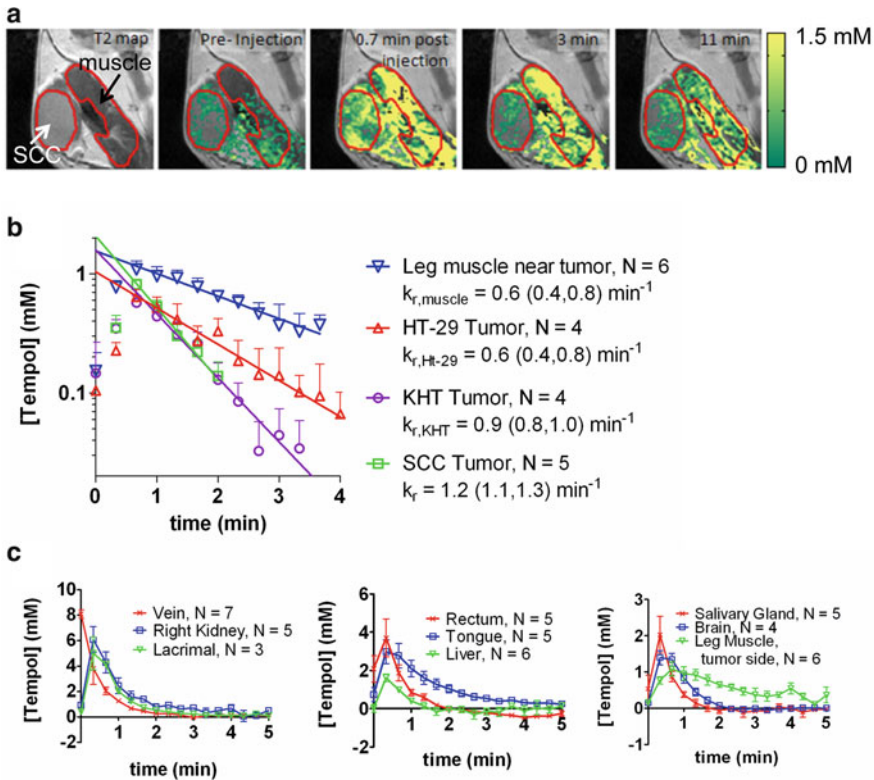 a
T2 map
muscle
SCC
Pre- Injection
0.7 min post
injection
3 min
11 min
1.5 mM
0 mM
b
[Tempol] (mM)
1
0.1
0 1 2 3 4
time (min)
Leg muscle near tumor, N = 6
kr,muscle = 0.6 (0.4,0.8) min-1
HT-29 Tumor, N = 4
kr,Ht-29 = 0.6 (0.4,0.8) min-1
KHT Tumor, N = 4
kr,KHT = 0.9 (0.8,1.0) min-1
SCC Tumor, N = 5
kr = 1.2 (1.1,1.3) min-1
c
[Tempol] (mM)
10
8
6
4
2
0
-2
Vein, N = 7
Right Kidney, N = 5
Lacrimal, N = 3
1 2 3 4 5
time (min)
[Tempol] (mM)
6
4
2
0
-2
Rectum, N = 5
Tongue, N = 5
Liver, N = 6
1 2 3 4 5
time (min)
[Tempol] (mM)
3
2
1
0
-1
Salivary Gland, N = 5
Brain, N = 4
Leg Muscle,
tumor side, N = 6
1 2 3 4 5
time (min)